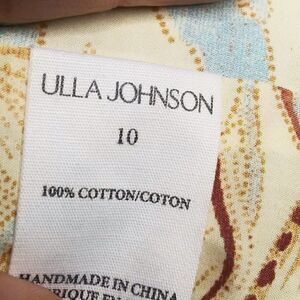 ULLA JOHNSON
10
100% COTTON/COTON
HANDMADE IN CHINA